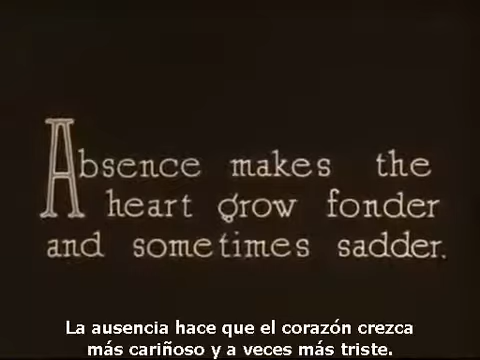 Absence makes the
heart grow fonder
and sometimes sadder.
La ausencia hace que el corazón crezca
más cariñoso y a veces más triste.